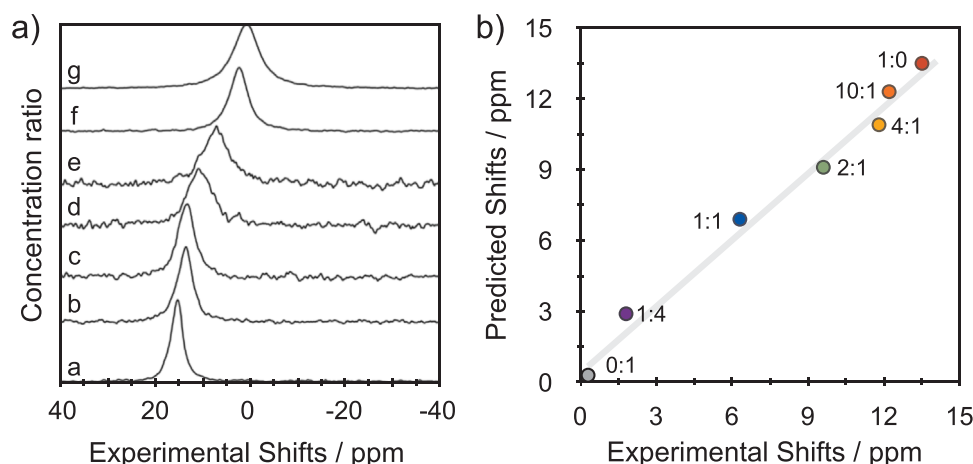 a)
Concentration ratio
g
f
e
d
c
b
a
40 20 0 -20 -40
Experimental Shifts / ppm
b)
Predicted Shifts / ppm
15
12
9
6
3
0
1:0
10:1
4:1
2:1
1:1
1:4
0:1
0 3 6 9 12 15
Experimental Shifts / ppm